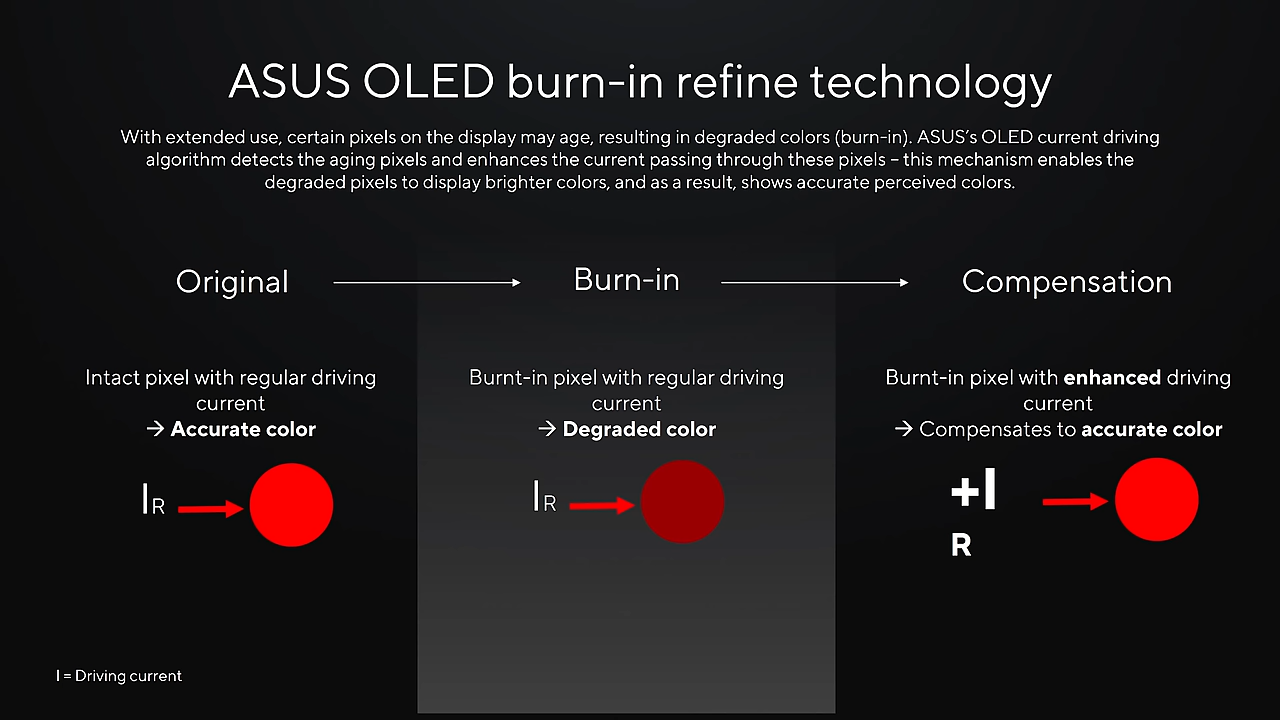 ASUS OLED burn-in refine technology
With extended use, certain pixels on the display may age, resulting in degraded colors (burn-in). ASUS's OLED current driving
algorithm detects the aging pixels and enhances the current passing through these pixels – this mechanism enables the
degraded pixels to display brighter colors, and as a result, shows accurate perceived colors.
Original
Burn-in
Compensation
Intact pixel with regular driving
current
→ Accurate color
IR
Burnt-in pixel with regular driving
current
→ Degraded color
IR
Burnt-in pixel with enhanced driving
current
→ Compensates to accurate color
+I
R
I = Driving current